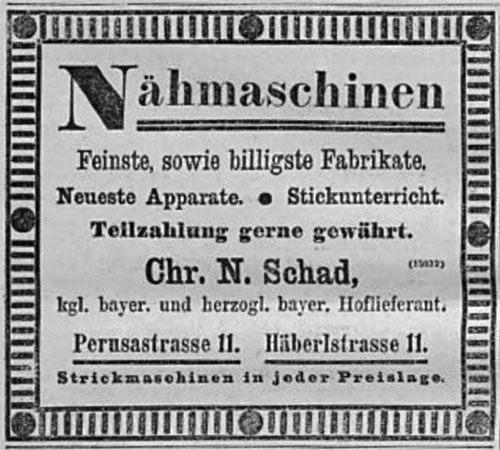 Nähmaschinen
Feinste, sowie billigste Fabrikate.
Neueste Apparate. ● Stickunterricht.
Teilzahlung gerne gewährt.
Chr. N. Schad,
kgl. bayer. und herzogl. bayer. Hoflieferant.
Perusastrasse 11. Häberlstrasse 11.
Strickmaschinen in jeder Preislage.